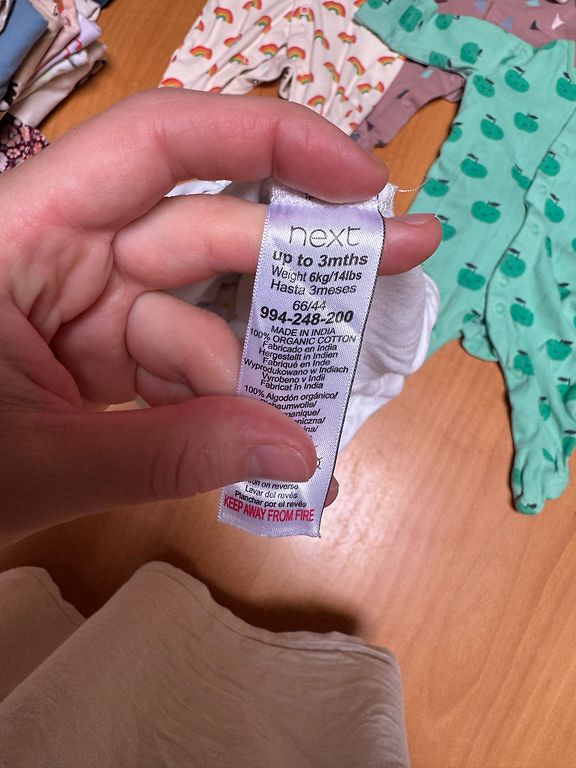 next
up to 3mths
Weight 6kg/14lbs
Hasta 3meses
66/44
994-248-200
MADE IN INDIA
100% ORGANIC COTTON
Fabricado en India
Hergestellt in Indien
Fabriqué en Inde
Wyprodukowano w Indiach
Vyrobeno v Indii
Fabricat în India
100% Algodón orgánico/
on reverse
Lavar del revés
Planchar por el revés
KEEP AWAY FROM FIRE